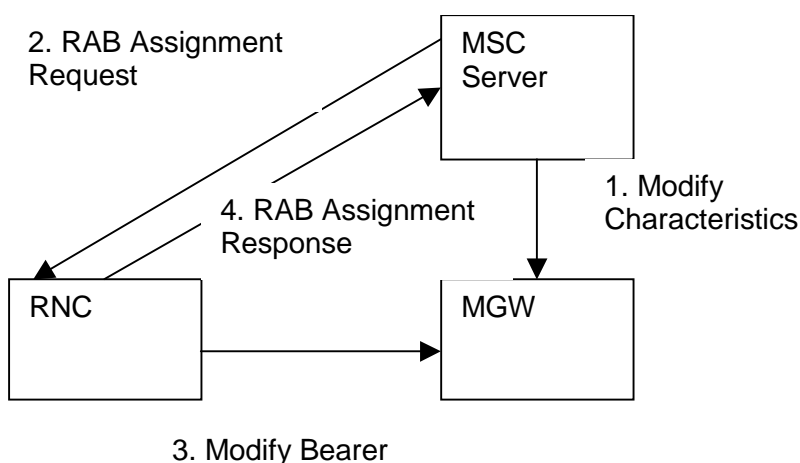 2. RAB Assignment
Request
MSC
Server
1. Modify
Characteristics
4. RAB Assignment
Response
RNC
MGW
3. Modify Bearer